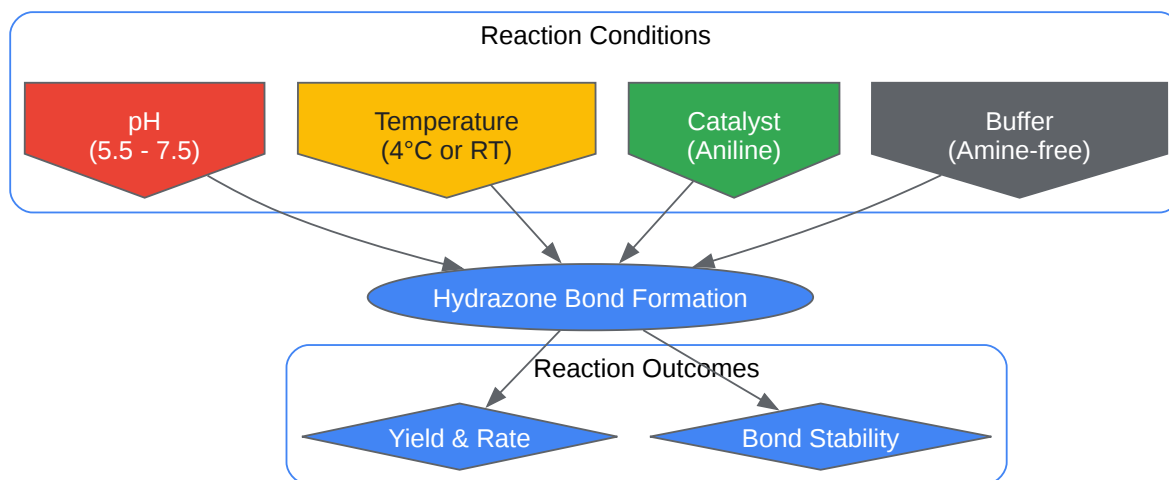 Reaction Conditions
pH
(5.5 - 7.5)
Temperature
(4°C or RT)
Catalyst
(Aniline)
Buffer
(Amine-free)
Hydrazone Bond Formation
Reaction Outcomes
Yield & Rate
Bond Stability